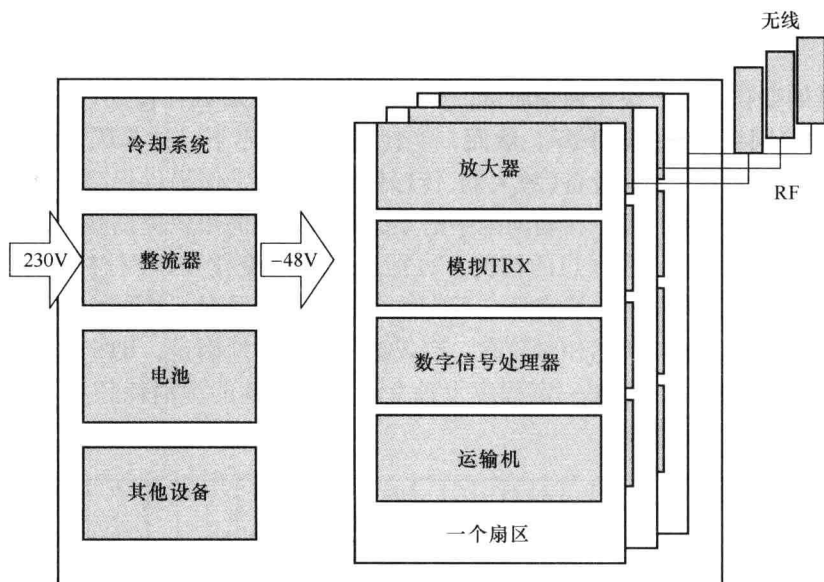 无线
冷却系统
放大器
RF
230V
整流器
−48V
模拟TRX
电池
数字信号处理器
其他设备
运输机
一个扇区